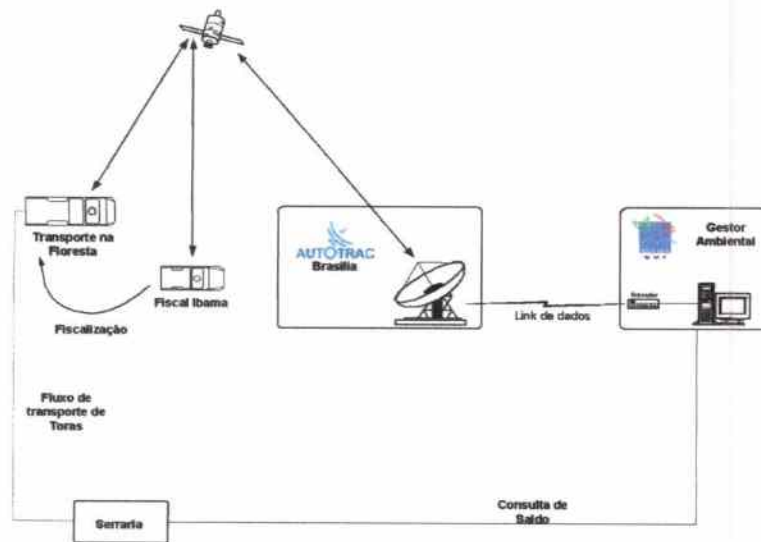 Transporte na
Floresta
Fiscal Ibama
Fiscalização
AUTOTRAC
Brasília
Link de dados
Gestor
Ambiental
Fluxo de
transporte de
Toras
Serraria
Consulta de
Saldo